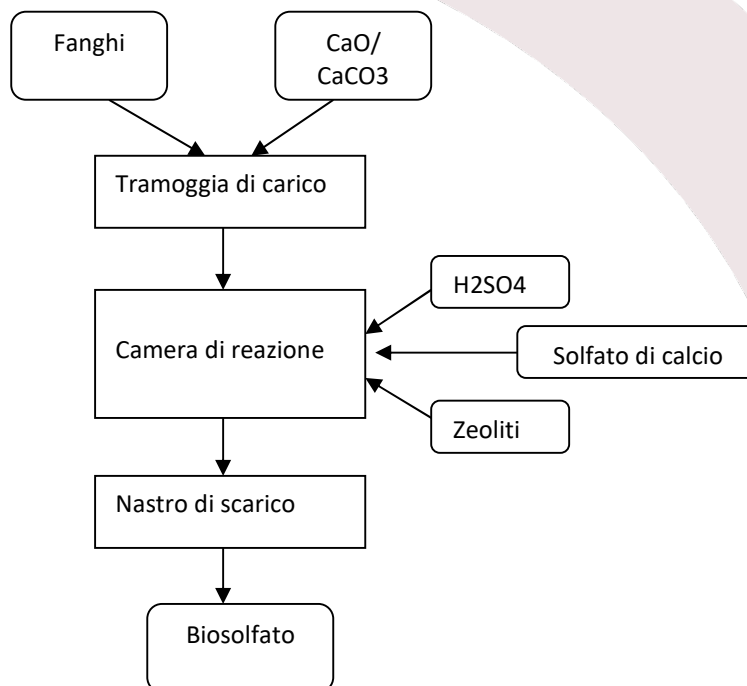 Fanghi
CaO/
CaCO3
Tramoggia di carico
H2SO4
Camera di reazione
Solfato di calcio
Zeoliti
Nastro di scarico
Biosolfato